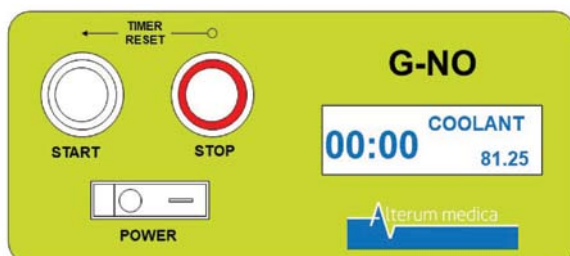 TIMER
RESET
START
STOP
POWER
G-NO
00:00
COOLANT
81.25
Alterum medica